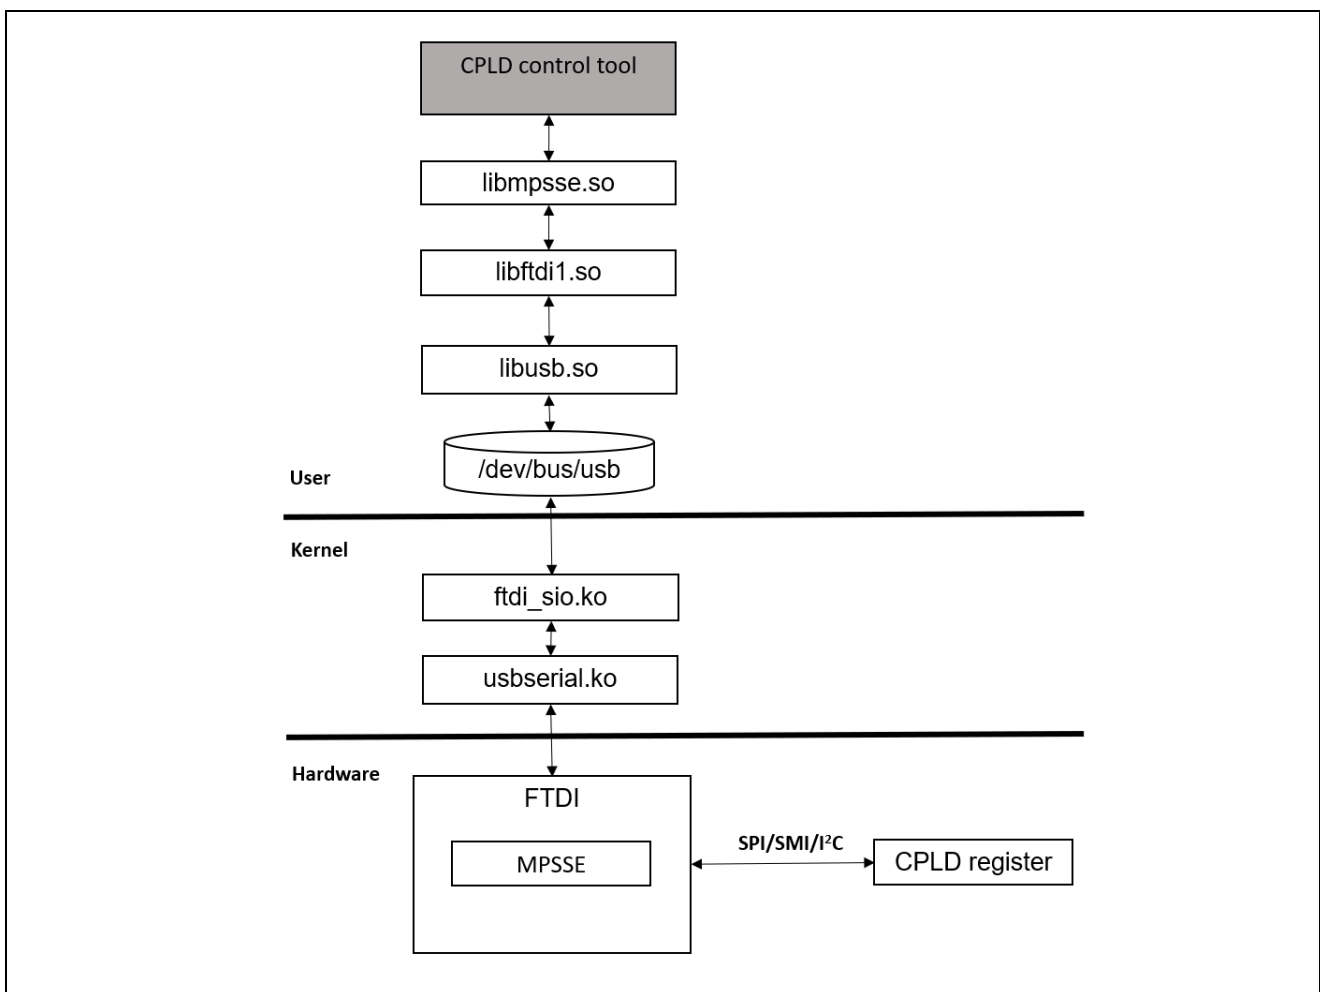 CPLD control tool
libmpsse.so
libftdi1.so
libusb.so
/dev/bus/usb
User
Kernel
ftdi_sio.ko
usbserial.ko
Hardware
FTDI
MPSSE
SPI/SMI/I²C
CPLD register